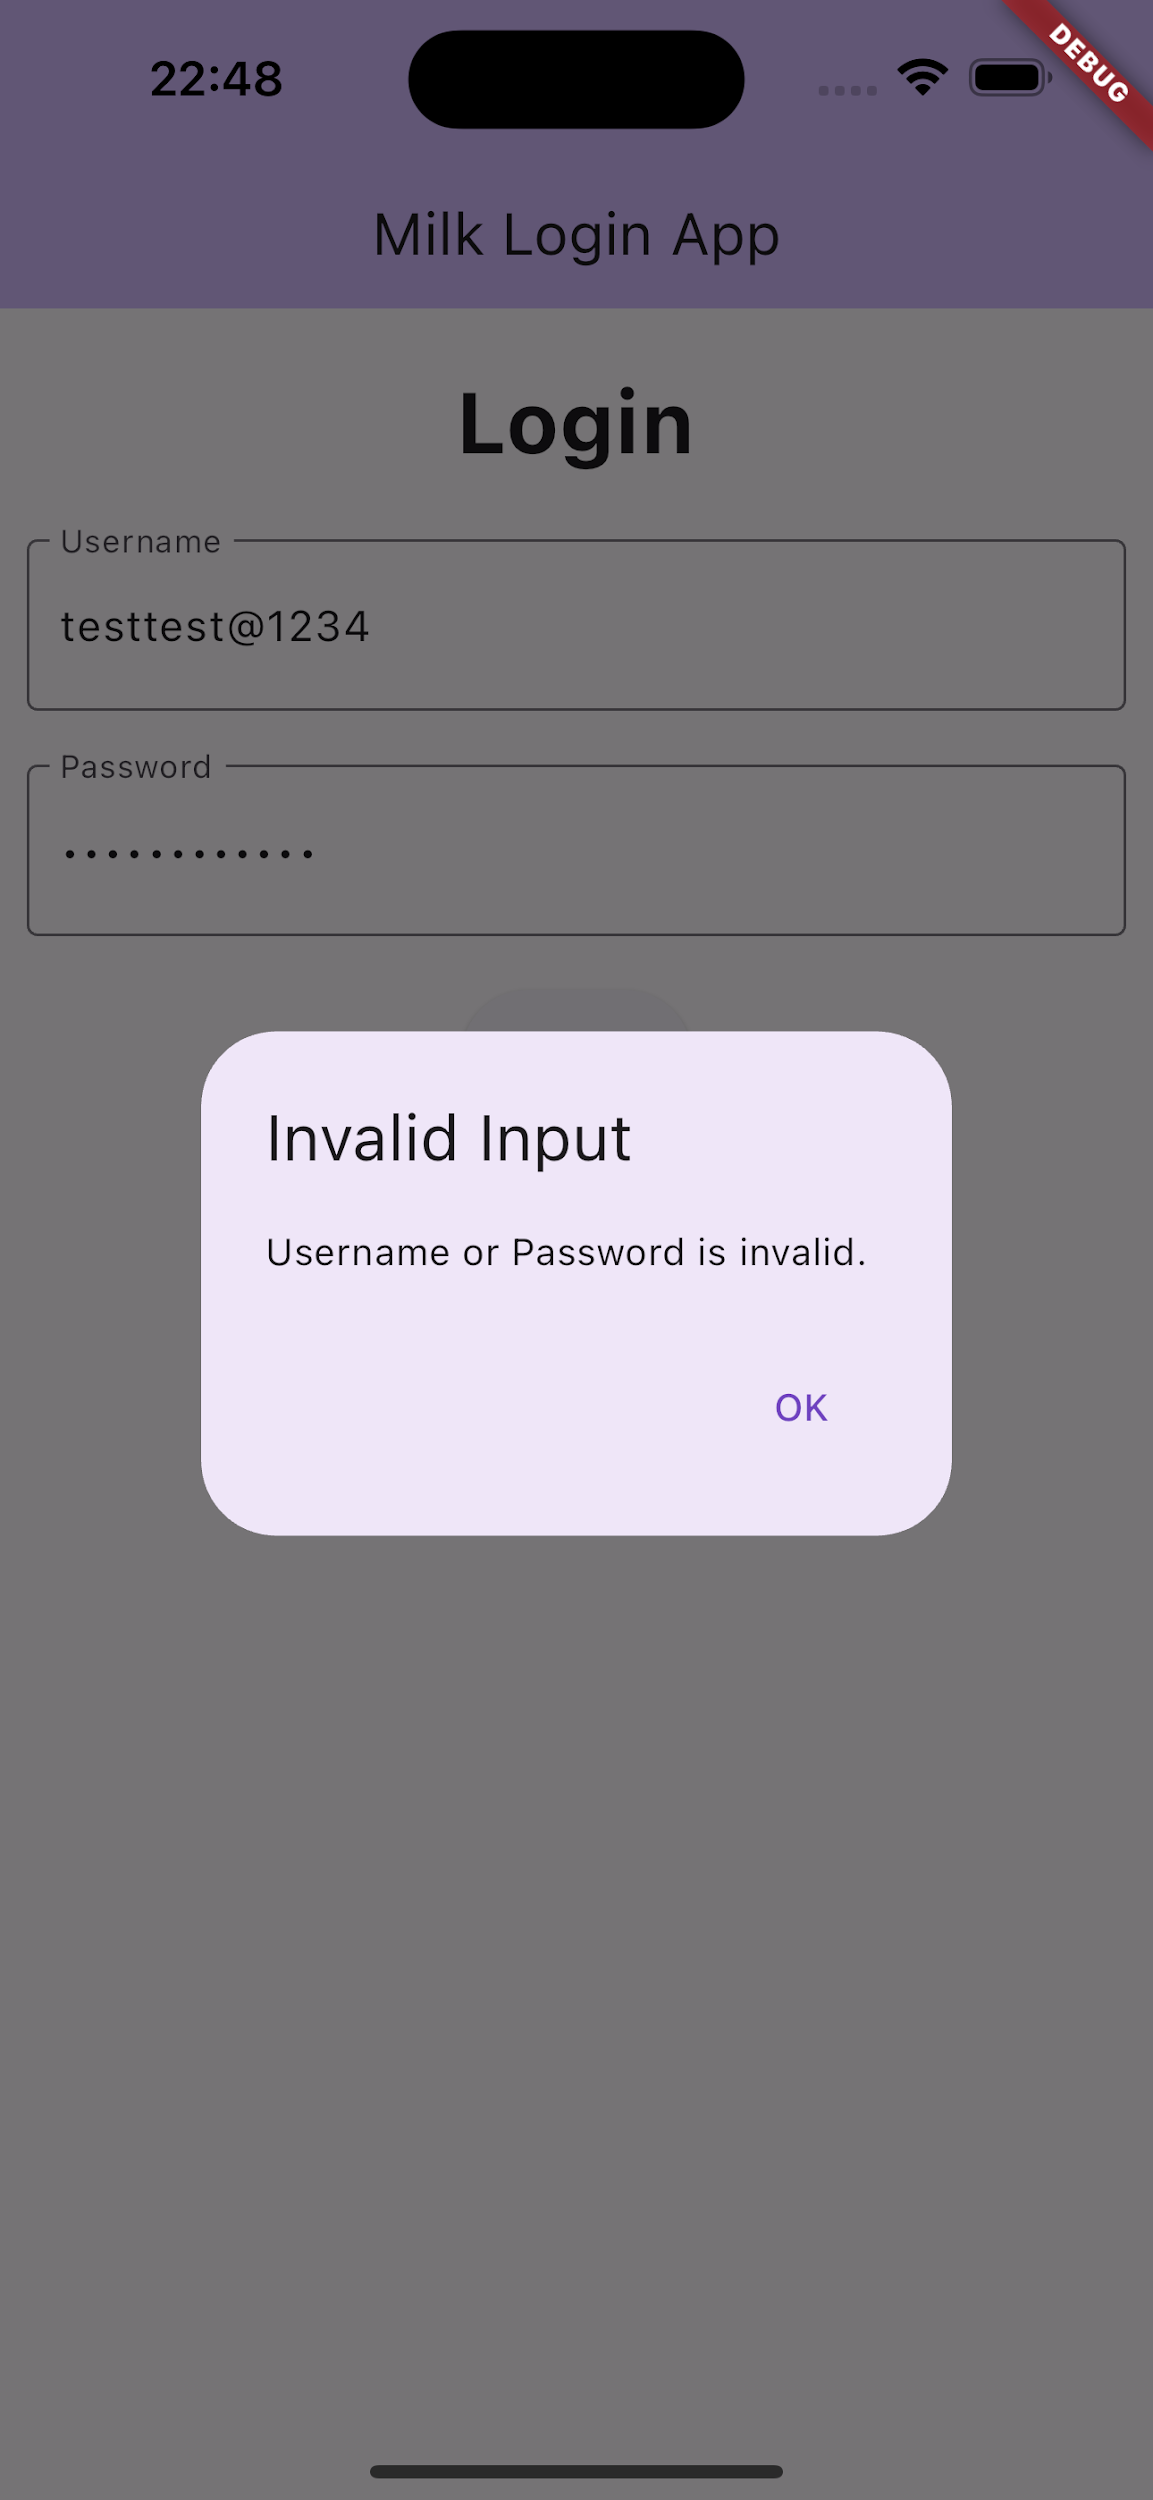 22:48
DEBUG
Milk Login App
Login
Username
testtest@1234
Password
••••••••••••
Invalid Input
Username or Password is invalid.
OK